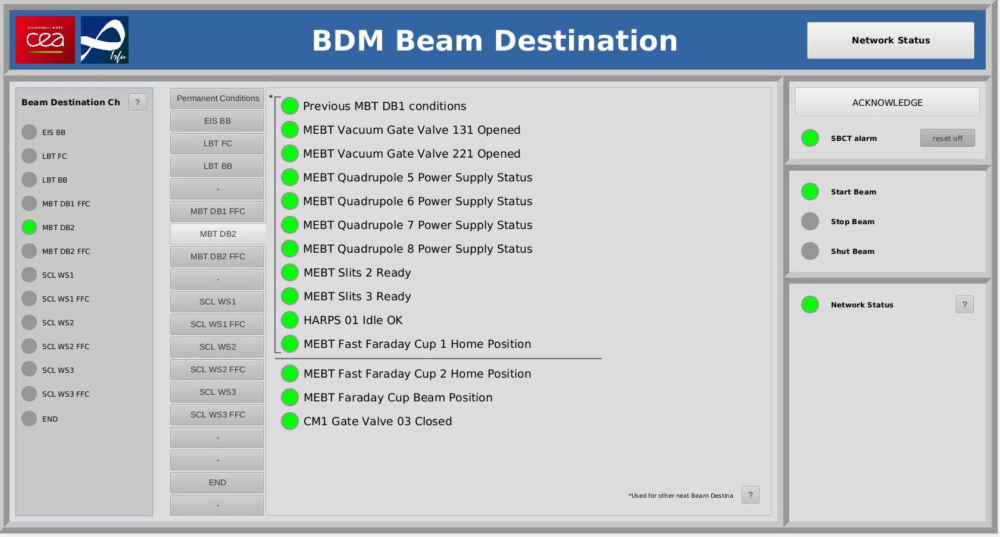 cea
Irfu
BDM Beam Destination
Network Status
Beam Destination Ch
?
EIS BB
LBT FC
LBT BB
MBT DB1 FFC
MBT DB2
MBT DB2 FFC
SCL WS1
SCL WS1 FFC
SCL WS2
SCL WS2 FFC
SCL WS3
SCL WS3 FFC
END
Permanent Conditions
EIS BB
LBT FC
LBT BB
-
MBT DB1 FFC
MBT DB2
MBT DB2 FFC
-
SCL WS1
SCL WS1 FFC
SCL WS2
SCL WS2 FFC
SCL WS3
SCL WS3 FFC
-
-
END
-
*
Previous MBT DB1 conditions
MEBT Vacuum Gate Valve 131 Opened
MEBT Vacuum Gate Valve 221 Opened
MEBT Quadrupole 5 Power Supply Status
MEBT Quadrupole 6 Power Supply Status
MEBT Quadrupole 7 Power Supply Status
MEBT Quadrupole 8 Power Supply Status
MEBT Slits 2 Ready
MEBT Slits 3 Ready
HARPS 01 Idle OK
MEBT Fast Faraday Cup 1 Home Position
MEBT Fast Faraday Cup 2 Home Position
MEBT Faraday Cup Beam Position
CM1 Gate Valve 03 Closed
*Used for other next Beam Destina
?
ACKNOWLEDGE
SBCT alarm
reset off
Start Beam
Stop Beam
Shut Beam
Network Status
?